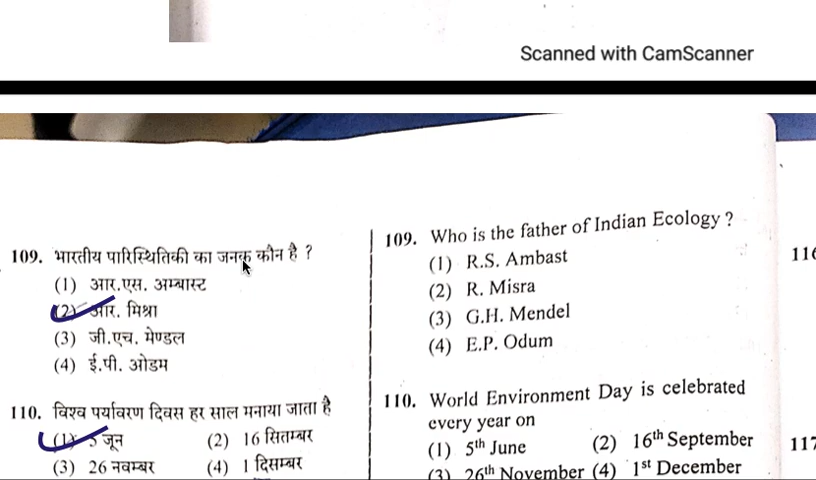 Scanned with CamScanner
109. भारतीय पारिस्थितिकी का जनक कौन है ?
(1) आर.एस. अम्बास्ट
(2) आर. मिश्रा
(3) जी.एच. मेण्डल
(4) ई.पी. ओडम
110. विश्व पर्यावरण दिवस हर साल मनाया जाता है
(1) 5 जून (2) 16 सितम्बर
(3) 26 नवम्बर (4) 1 दिसम्बर
109. Who is the father of Indian Ecology ?
(1) R.S. Ambast
(2) R. Misra
(3) G.H. Mendel
(4) E.P. Odum
110. World Environment Day is celebrated
every year on
(1) 5th June (2) 16th September
(3) 26th November (4) 1st December
117